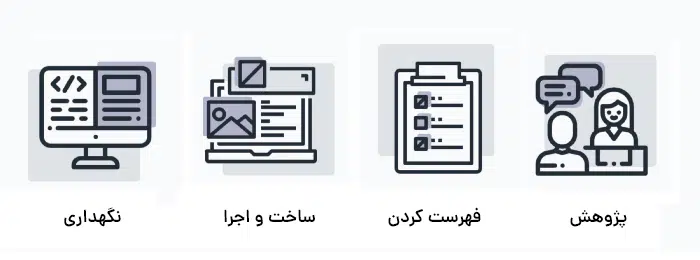 پژوهش
فهرست کردن
ساخت و اجرا
نگهداری